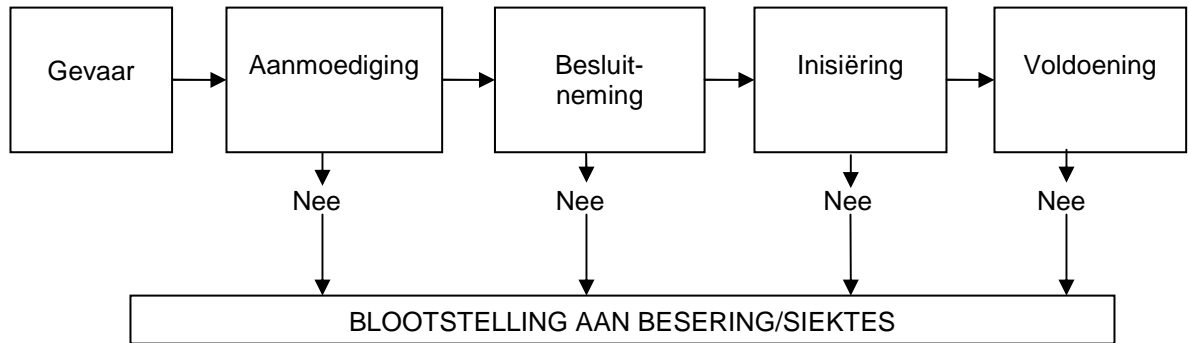 Gevaar
Aanmoediging
Besluit-
neming
Inisiëring
Voldoening
Nee
Nee
Nee
Nee
BLOOTSTELLING AAN BESERING/SIEKTES